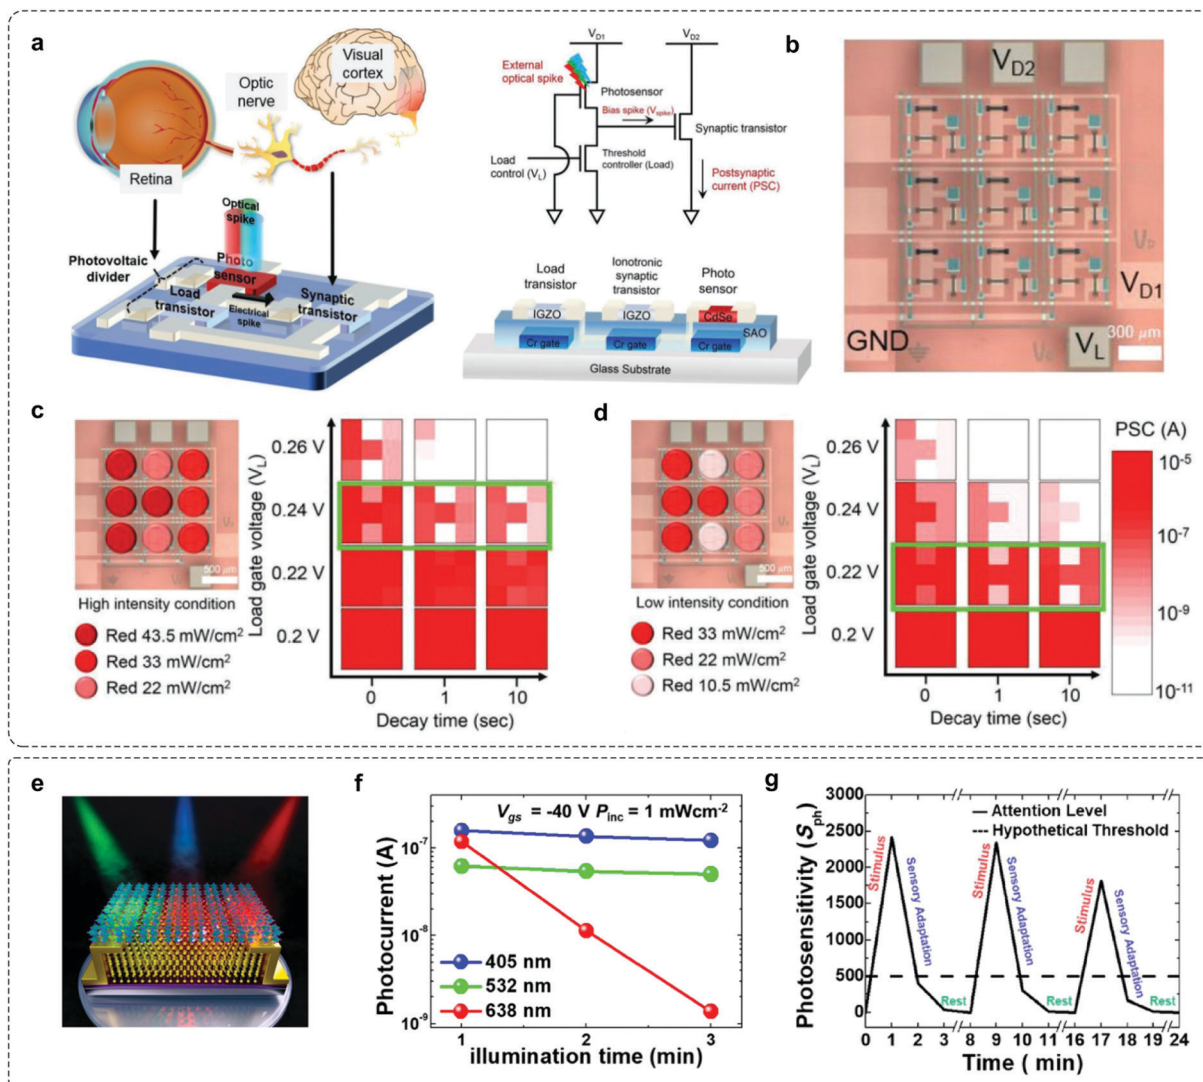 a
Visual
cortex
Optic
nerve
Retina
Optical
spike
Photovoltaic
divider
Photo
sensor
Load
transistor
Electrical
spike
Synaptic
transistor
V_D1
V_D2
External
optical spike
Photosensor
Bias spike (V_spike)
Synaptic transistor
Load
control (V_L)
Threshold
controller (Load)
Postsynaptic
current (PSC)
Load
transistor
Ionotronic
synaptic
transistor
Photo
sensor
IGZO
IGZO
CdSe
SAO
Cr gate
Cr gate
Cr gate
Glass Substrate
b
V_D2
V_D1
300 μm
GND
V_L
c
500 μm
High intensity condition
Red 43.5 mW/cm²
Red 33 mW/cm²
Red 22 mW/cm²
Load gate voltage (V_L)
0.26 V
0.24 V
0.22 V
0.2 V
0
1
10
Decay time (sec)
d
500 μm
Low intensity condition
Red 33 mW/cm²
Red 22 mW/cm²
Red 10.5 mW/cm²
Load gate voltage (V_L)
0.26 V
0.24 V
0.22 V
0.2 V
0
1
10
Decay time (sec)
PSC (A)
10⁻⁵
10⁻⁷
10⁻⁹
10⁻¹¹
e
f
V_gs = -40 V P_inc = 1 mWcm⁻²
Photocurrent (A)
10⁻⁷
10⁻⁸
10⁻⁹
405 nm
532 nm
638 nm
1 2 3
illumination time (min)
g
Photosensitivity (S_ph)
3000
2500
2000
1500
1000
500
0
Attention Level
Hypothetical Threshold
Stimulus
Sensory Adaptation
Rest
Stimulus
Sensory Adaptation
Rest
Stimulus
Sensory Adaptation
Rest
0 1 2 3 8 9 10 11 16 17 18 19 24
Time ( min)